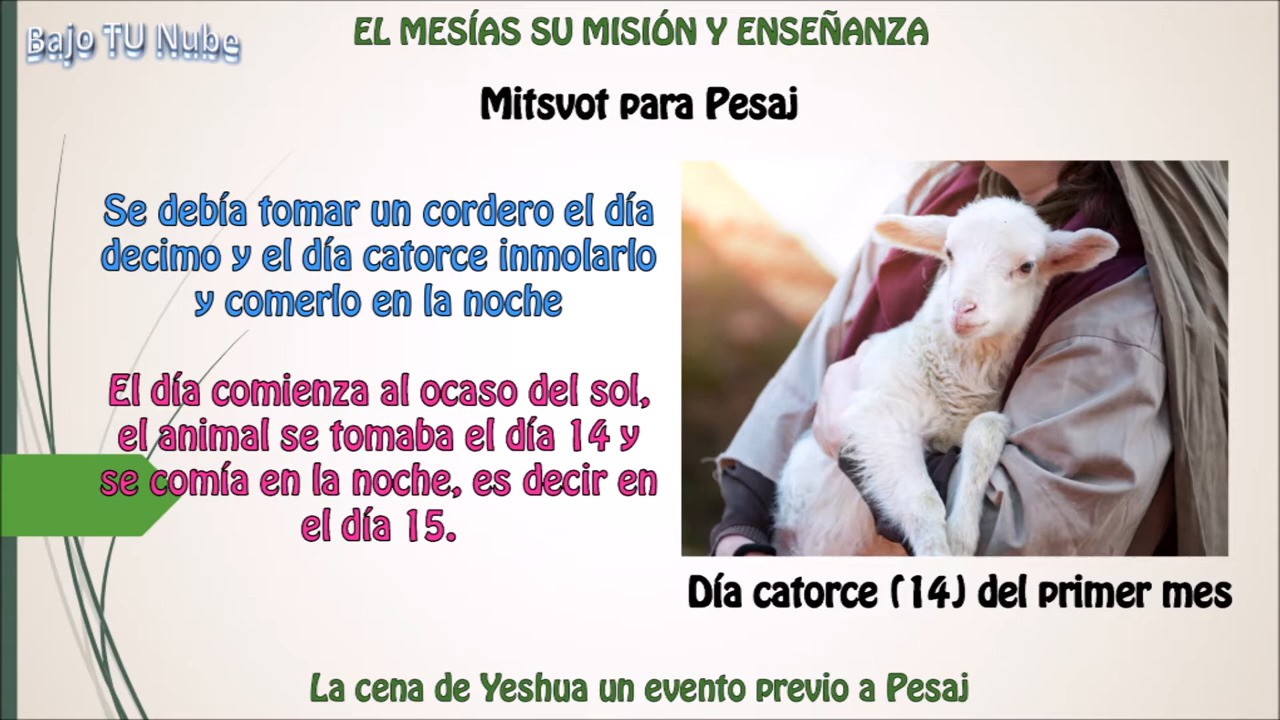 Bajo TU Nube
EL MESÍAS SU MISIÓN Y ENSEÑANZA
Mitsvot para Pesaj
Se debía tomar un cordero el día
decimo y el día catorce inmolarlo
y comerlo en la noche
El día comienza al ocaso del sol,
el animal se tomaba el día 14 y
se comía en la noche, es decir en
el día 15.
Día catorce (14) del primer mes
La cena de Yeshua un evento previo a Pesaj